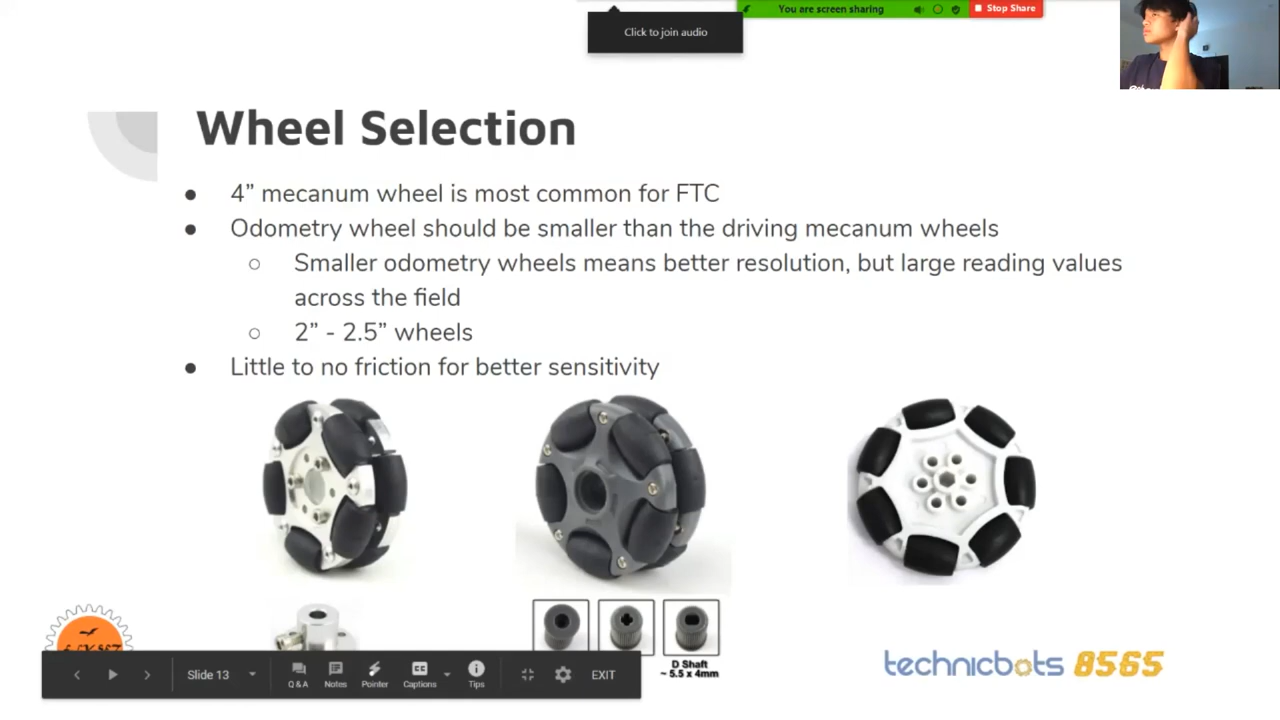 You are screen sharing
Stop Share
Click to join audio
Wheel Selection
● 4” mecanum wheel is most common for FTC
● Odometry wheel should be smaller than the driving mecanum wheels
○ Smaller odometry wheels means better resolution, but large reading values
across the field
○ 2” - 2.5” wheels
● Little to no friction for better sensitivity
D Shaft
~ 5.5 x 4mm
technicbots 8565
Slide 13
Q & A
Notes
Pointer
CC
Captions
Tips
EXIT